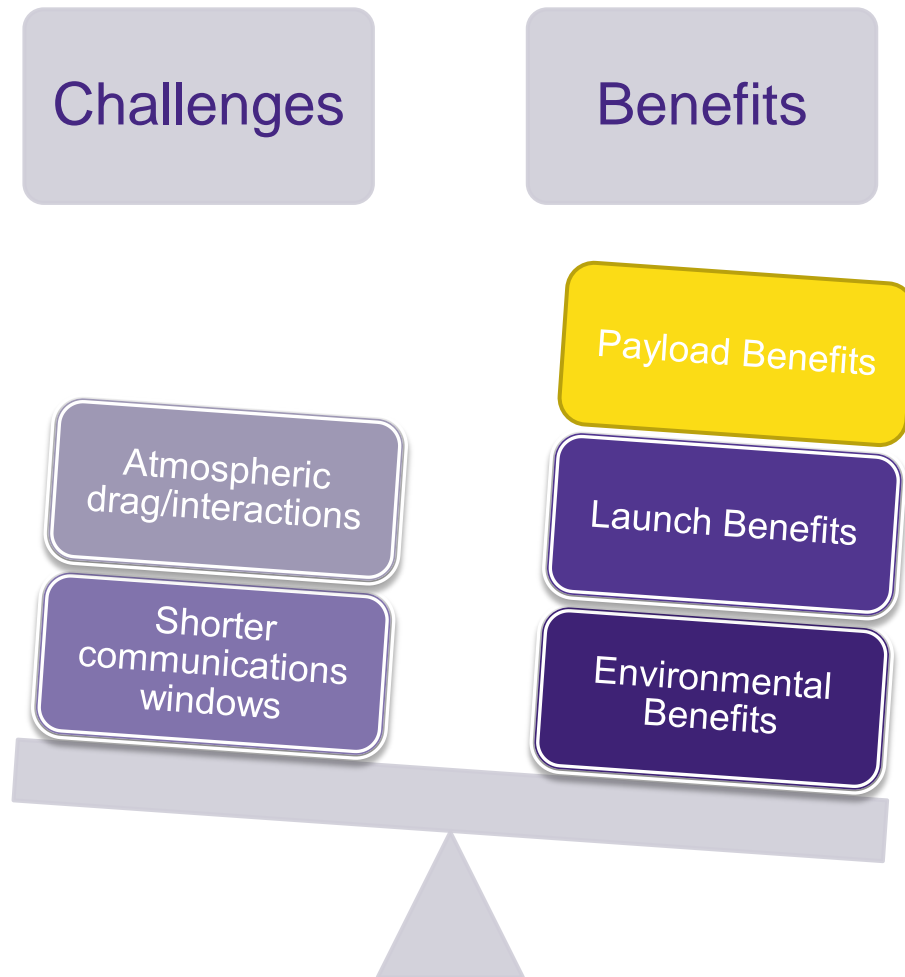 Challenges
Benefits
Payload Benefits
Atmospheric
drag/interactions
Launch Benefits
Shorter
communications
windows
Environmental
Benefits